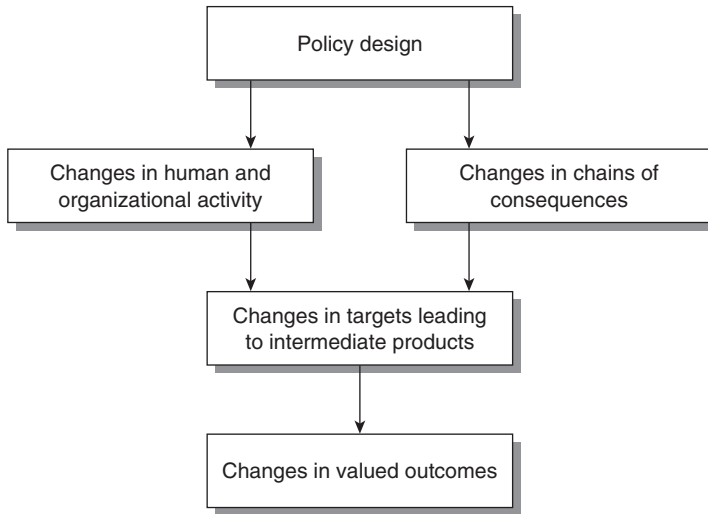 Policy design
Changes in human and
organizational activity
Changes in chains of
consequences
Changes in targets leading
to intermediate products
Changes in valued outcomes